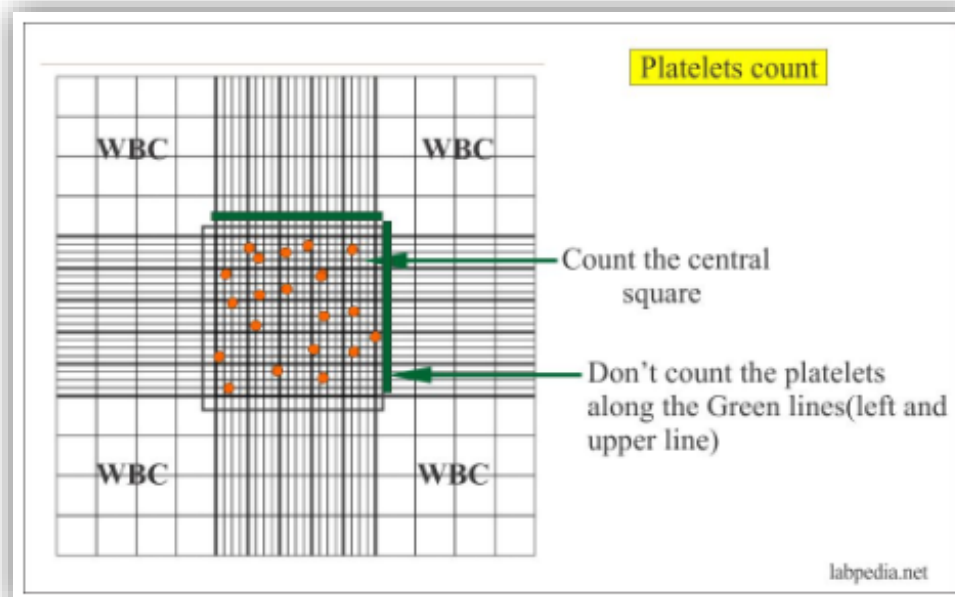 Platelets count
WBC
WBC
Count the central
square
Don't count the platelets
along the Green lines(left and
upper line)
WBC
WBC
labpedia.net